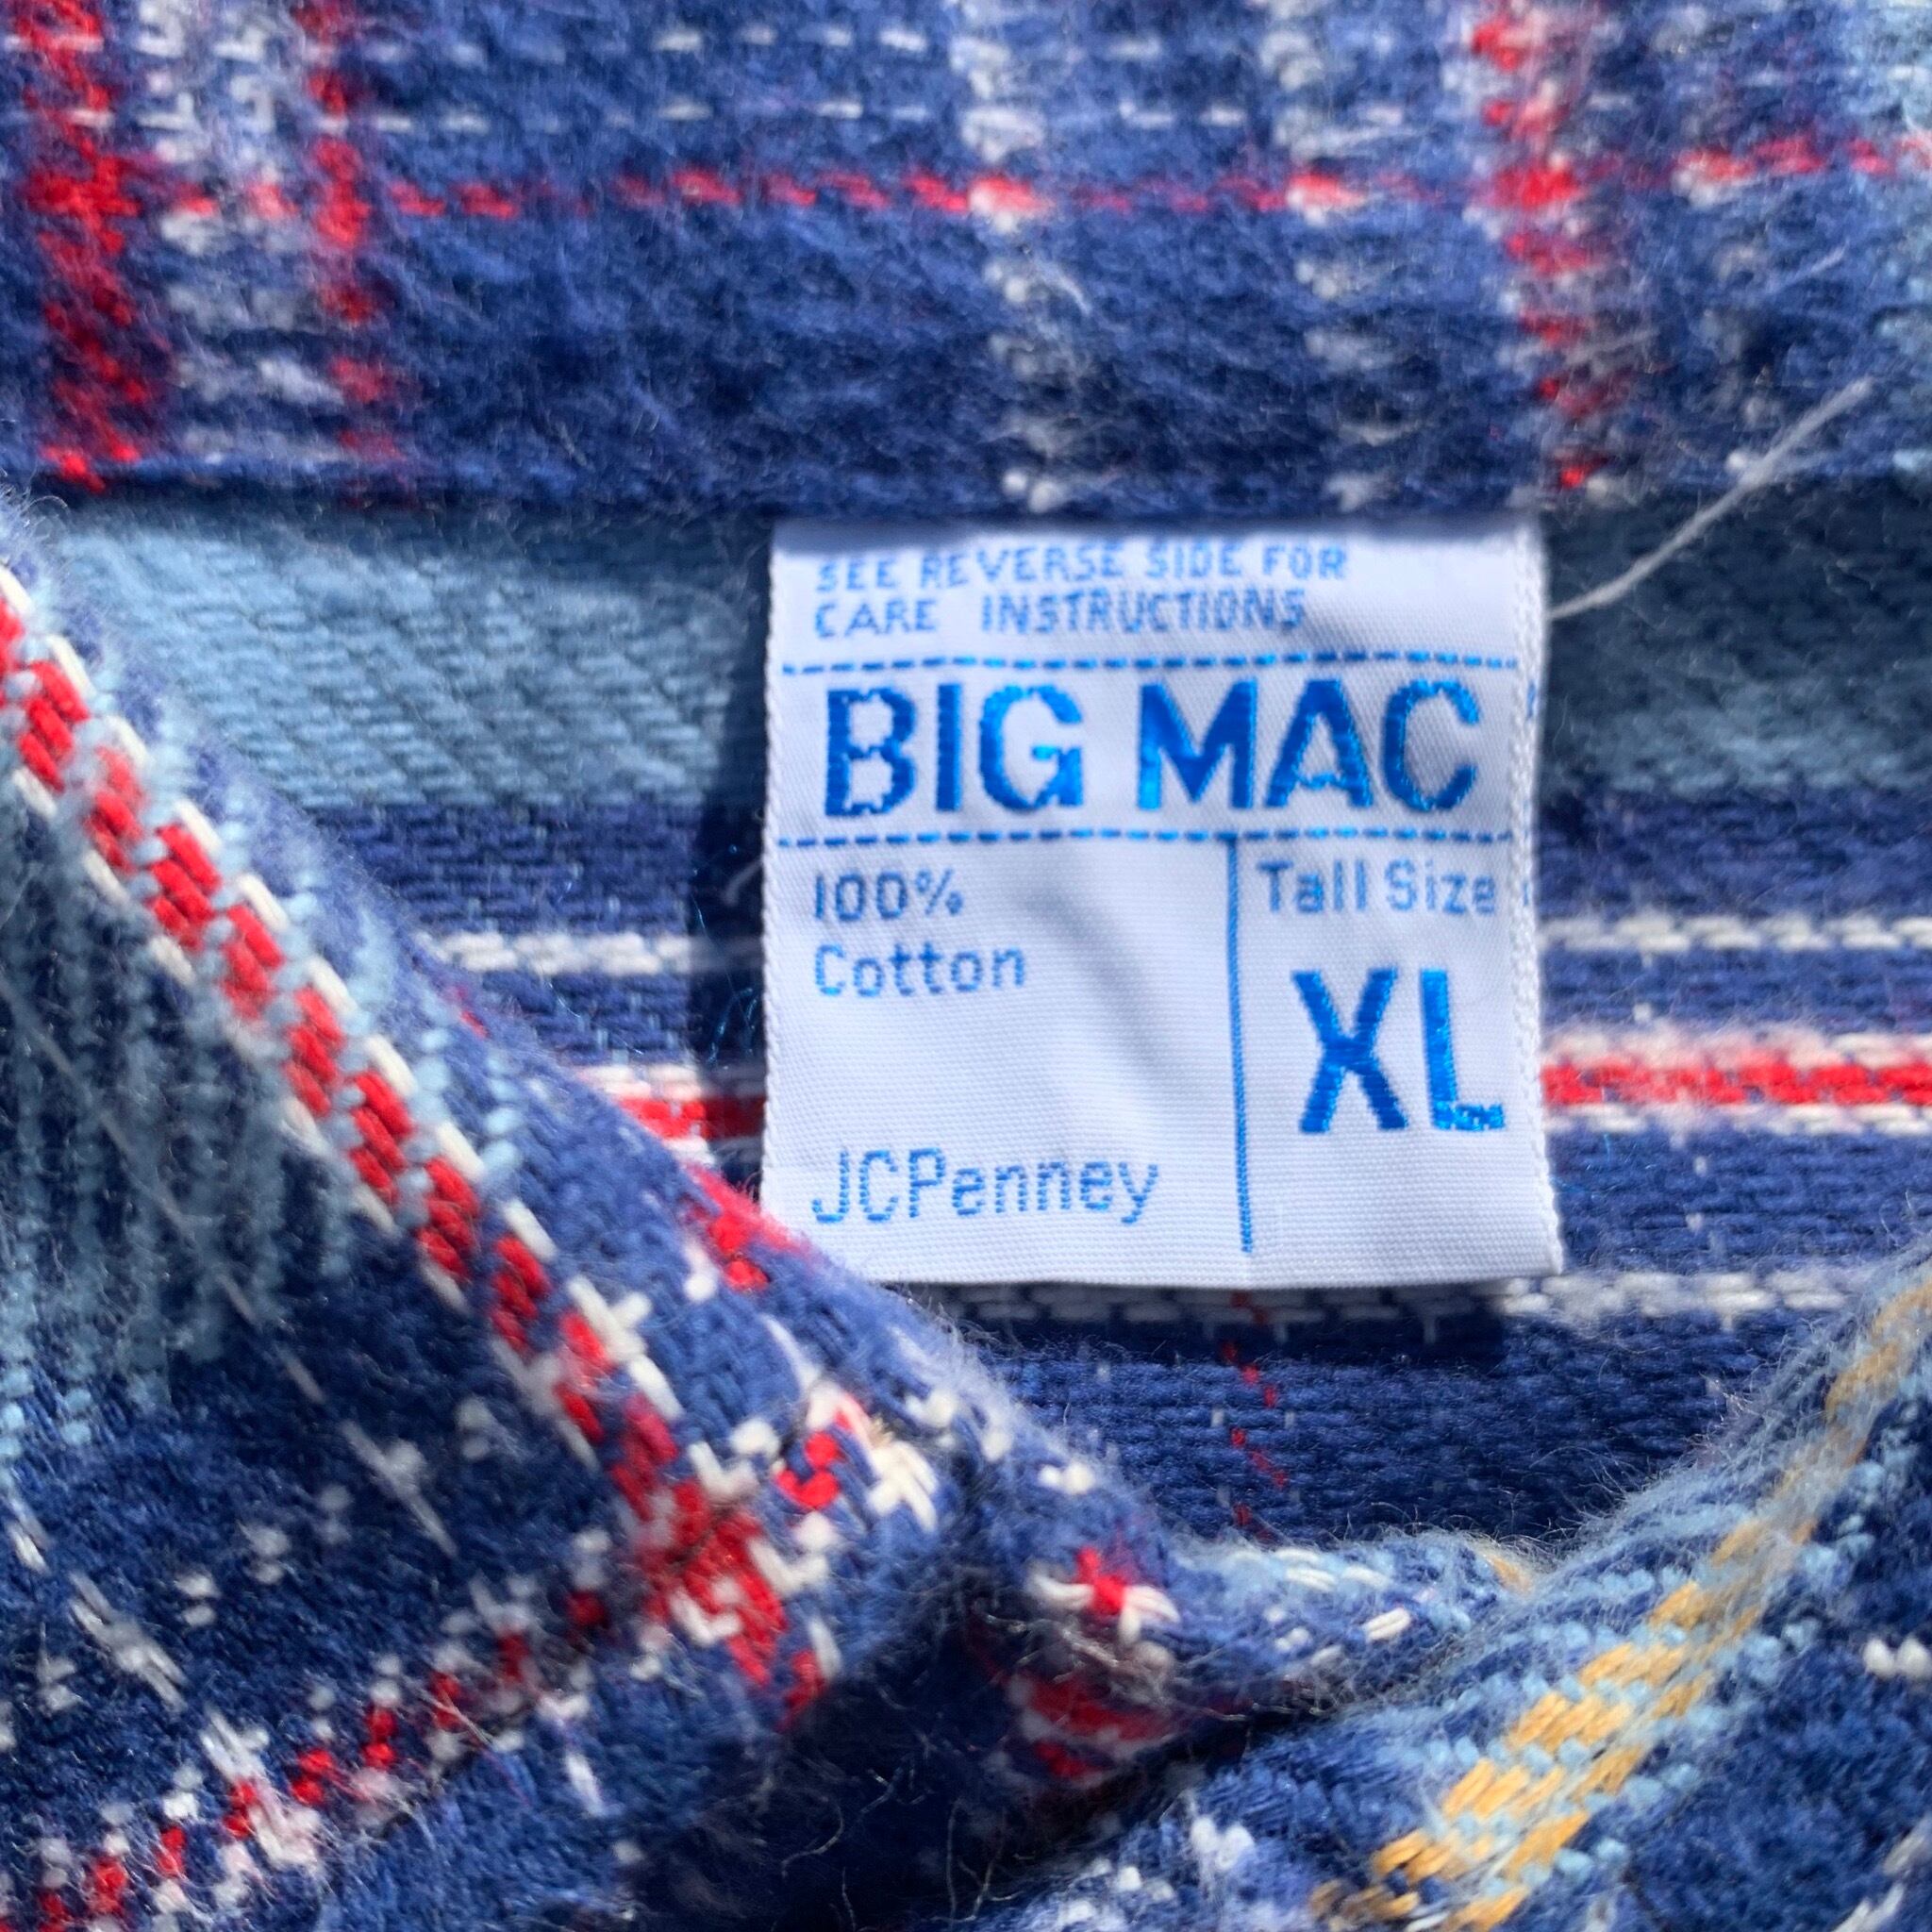 SEE REVERSE SIDE FOR
CARE INSTRUCTIONS
BIG MAC
100%
Cotton
Tall Size
XL
JCPenney